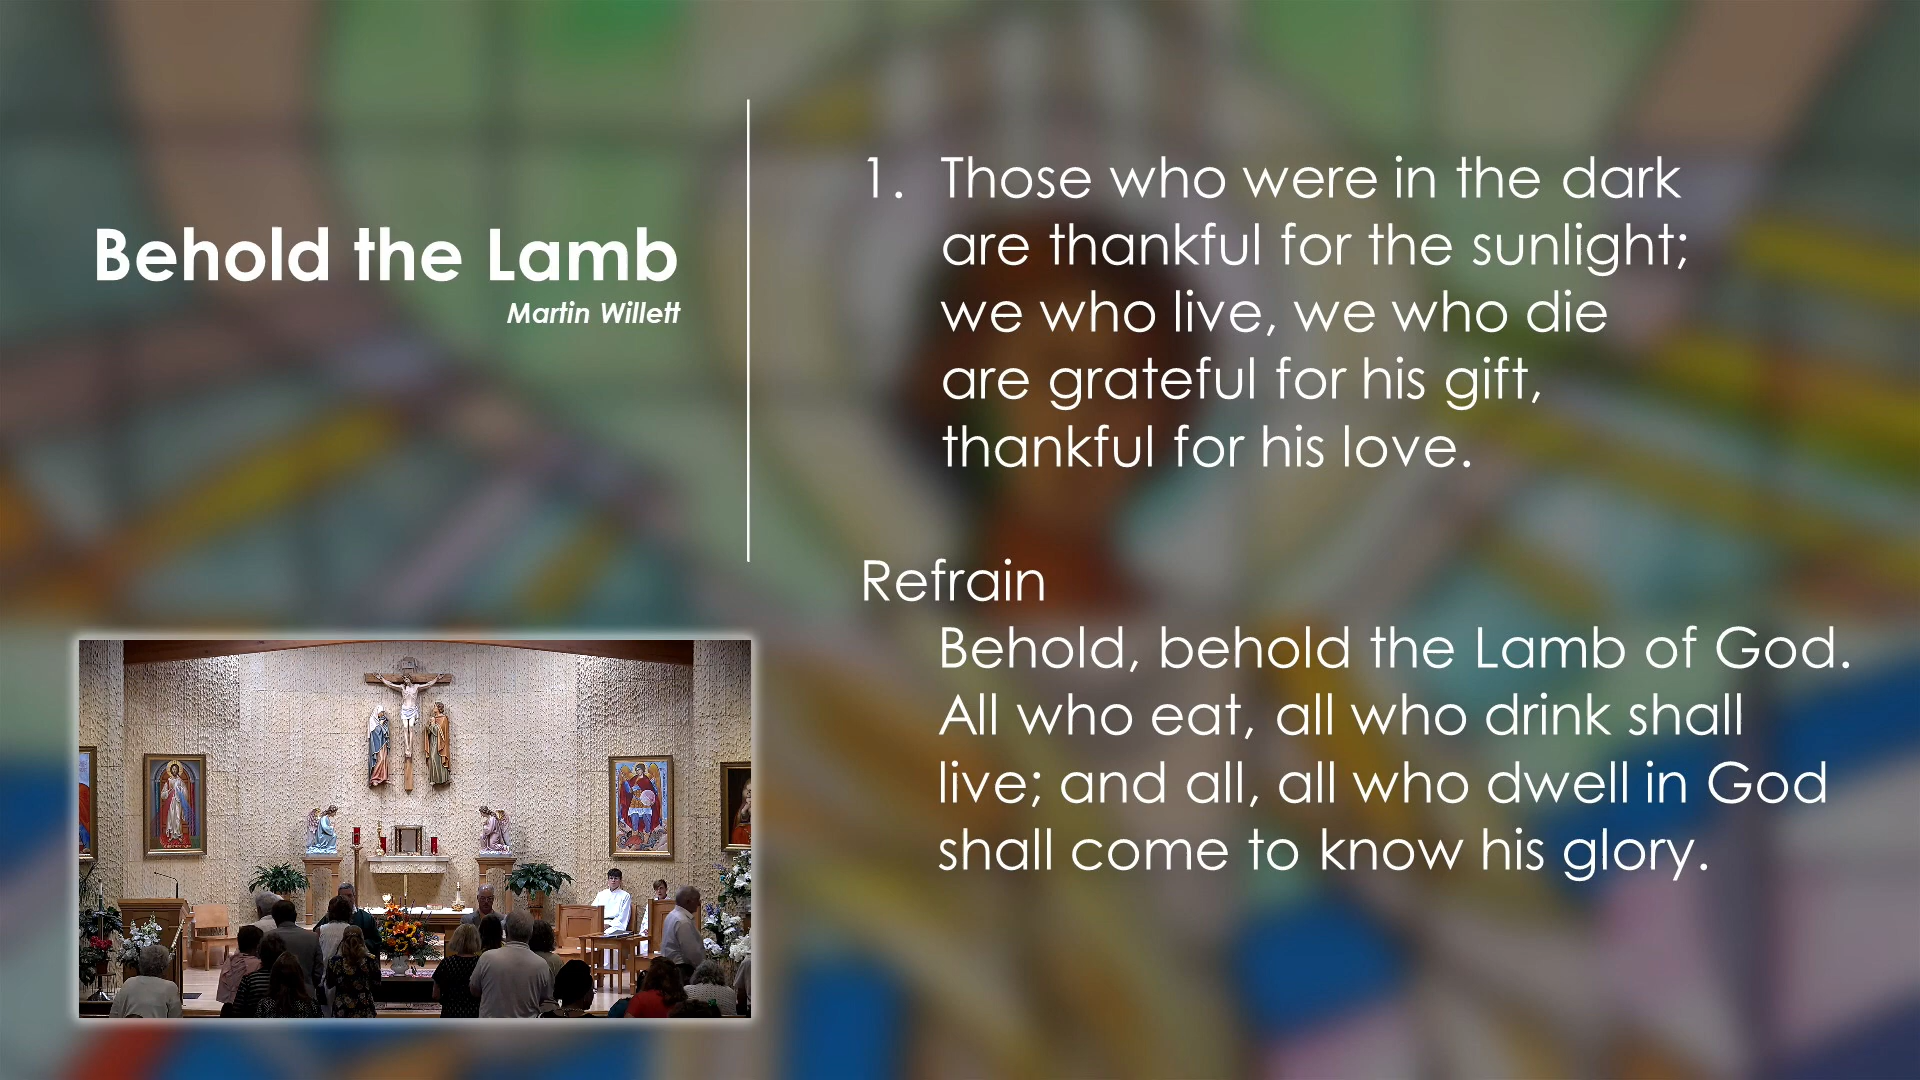 Behold the Lamb
Martin Willett
1. Those who were in the dark
are thankful for the sunlight;
we who live, we who die
are grateful for his gift,
thankful for his love.
Refrain
Behold, behold the Lamb of God.
All who eat, all who drink shall
live; and all, all who dwell in God
shall come to know his glory.